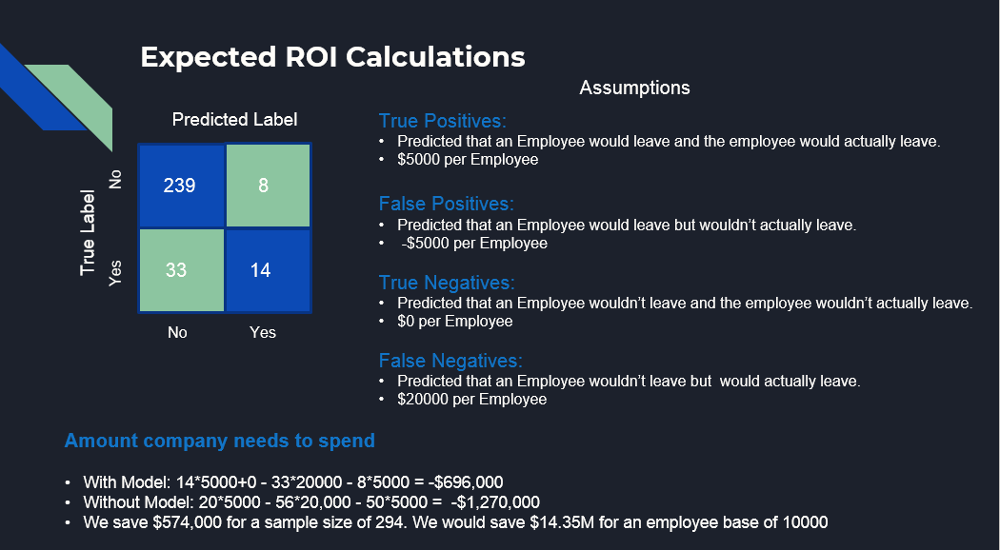 Expected ROI Calculations
Assumptions
Predicted Label
True Label
No
Yes
239
8
33
14
No
Yes
True Positives:
• Predicted that an Employee would leave and the employee would actually leave.
• $5000 per Employee
False Positives:
• Predicted that an Employee would leave but wouldn’t actually leave.
• -$5000 per Employee
True Negatives:
• Predicted that an Employee wouldn’t leave and the employee wouldn’t actually leave.
• $0 per Employee
False Negatives:
• Predicted that an Employee wouldn’t leave but would actually leave.
• $20000 per Employee
Amount company needs to spend
• With Model: 14*5000+0 - 33*20000 - 8*5000 = -$696,000
• Without Model: 20*5000 - 56*20,000 - 50*5000 = -$1,270,000
• We save $574,000 for a sample size of 294. We would save $14.35M for an employee base of 10000